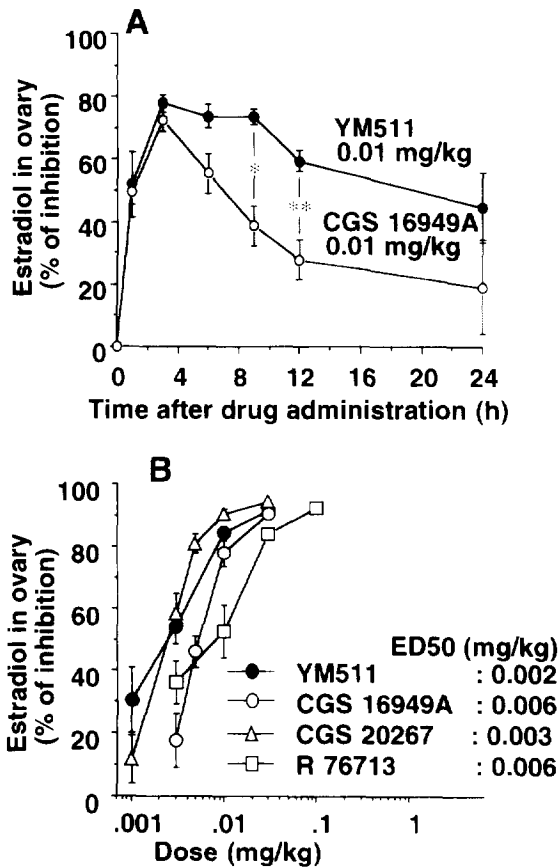 A
100
80
60
40
20
0
Estradiol in ovary
(% of inhibition)
YM511
0.01 mg/kg
*
**
CGS 16949A
0.01 mg/kg
0 4 8 12 16 20 24
Time after drug administration (h)
B
100
80
60
40
20
0
Estradiol in ovary
(% of inhibition)
ED50 (mg/kg)
YM511 : 0.002
CGS 16949A : 0.006
CGS 20267 : 0.003
R 76713 : 0.006
.001 .01 .1 1
Dose (mg/kg)